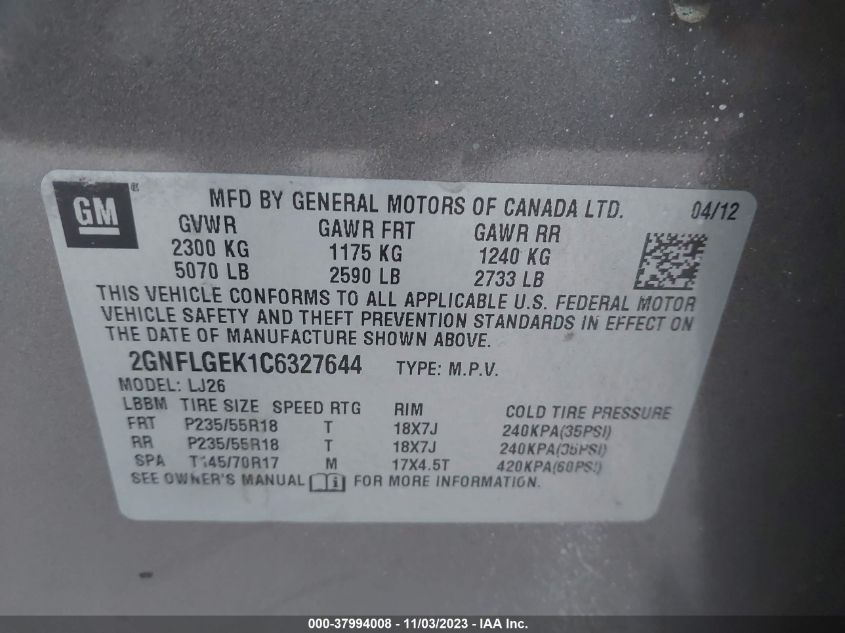 GM®
MFD BY GENERAL MOTORS OF CANADA LTD. 04/12
GVWR GAWR FRT GAWR RR
2300 KG 1175 KG 1240 KG
5070 LB 2590 LB 2733 LB
THIS VEHICLE CONFORMS TO ALL APPLICABLE U.S. FEDERAL MOTOR
VEHICLE SAFETY AND THEFT PREVENTION STANDARDS IN EFFECT ON
THE DATE OF MANUFACTURE SHOWN ABOVE.
2GNFLGEK1C6327644 TYPE: M.P.V.
MODEL: LJ26
LBBM TIRE SIZE SPEED RTG RIM COLD TIRE PRESSURE
FRT P235/55R18 T 18X7J 240KPA(35PSI)
RR P235/55R18 T 18X7J 240KPA(35PSI)
SPA T145/70R17 M 17X4.5T 420KPA(60PSI)
SEE OWNER'S MANUAL FOR MORE INFORMATION.
000-37994008 - 11/03/2023 - IAA Inc.